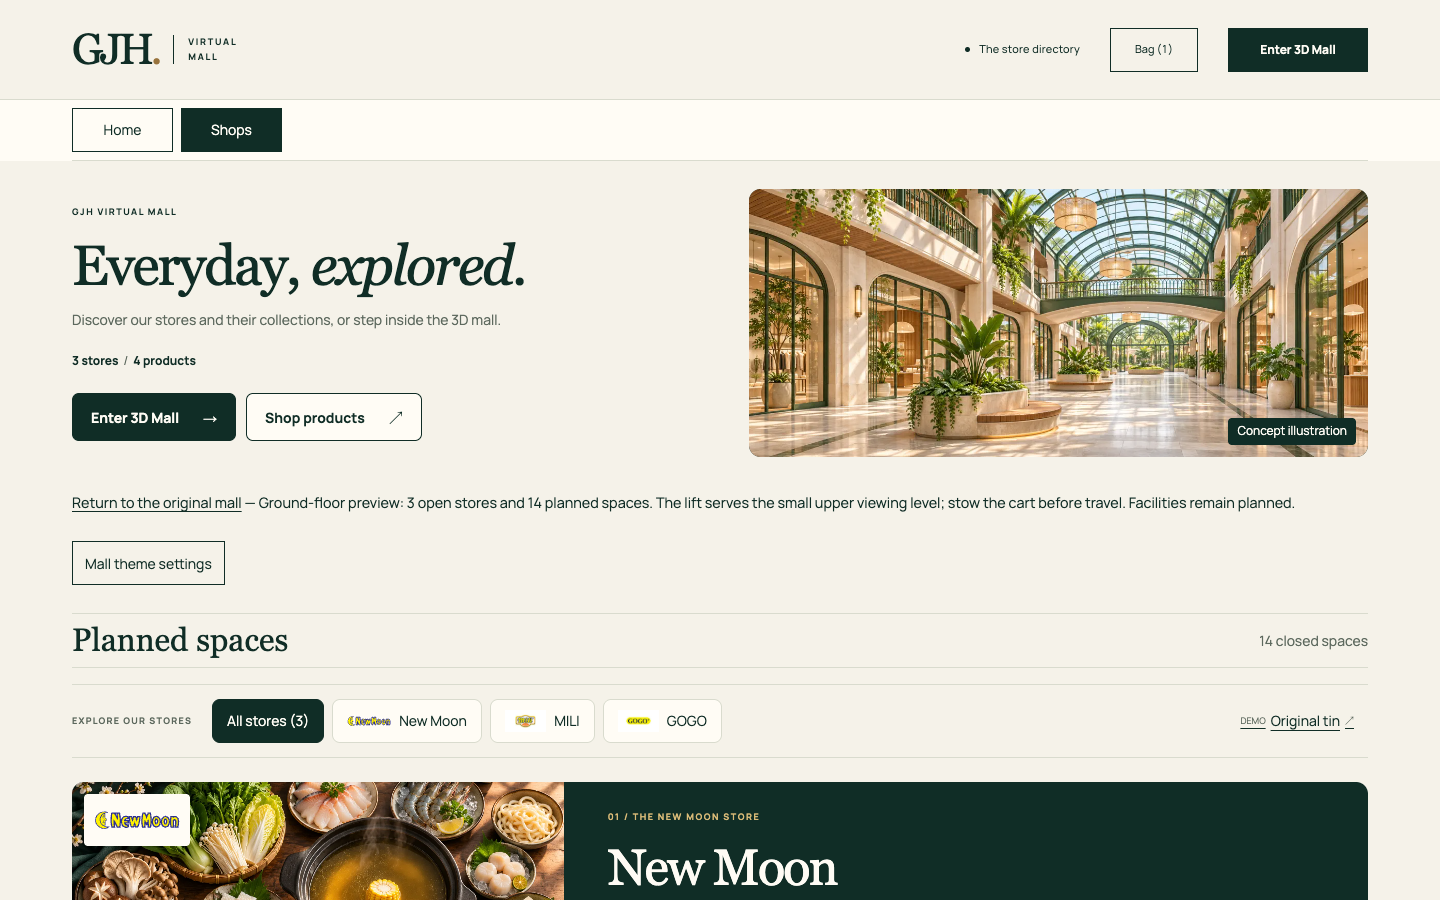 GJH.
VIRTUAL
MALL
The store directory
Bag (1)
Enter 3D Mall
Home
Shops
GJH VIRTUAL MALL
Everyday, explored.
Discover our stores and their collections, or step inside the 3D mall.
3 stores / 4 products
Enter 3D Mall →
Shop products ↗
Concept illustration
Return to the original mall — Ground-floor preview: 3 open stores and 14 planned spaces. The lift serves the small upper viewing level; stow the cart before travel. Facilities remain planned.
Mall theme settings
Planned spaces
14 closed spaces
EXPLORE OUR STORES
All stores (3)
NewMoon New Moon
MILI
GOGO GOGO
DEMO Original tin ↗
NewMoon
01 / THE NEW MOON STORE
New Moon